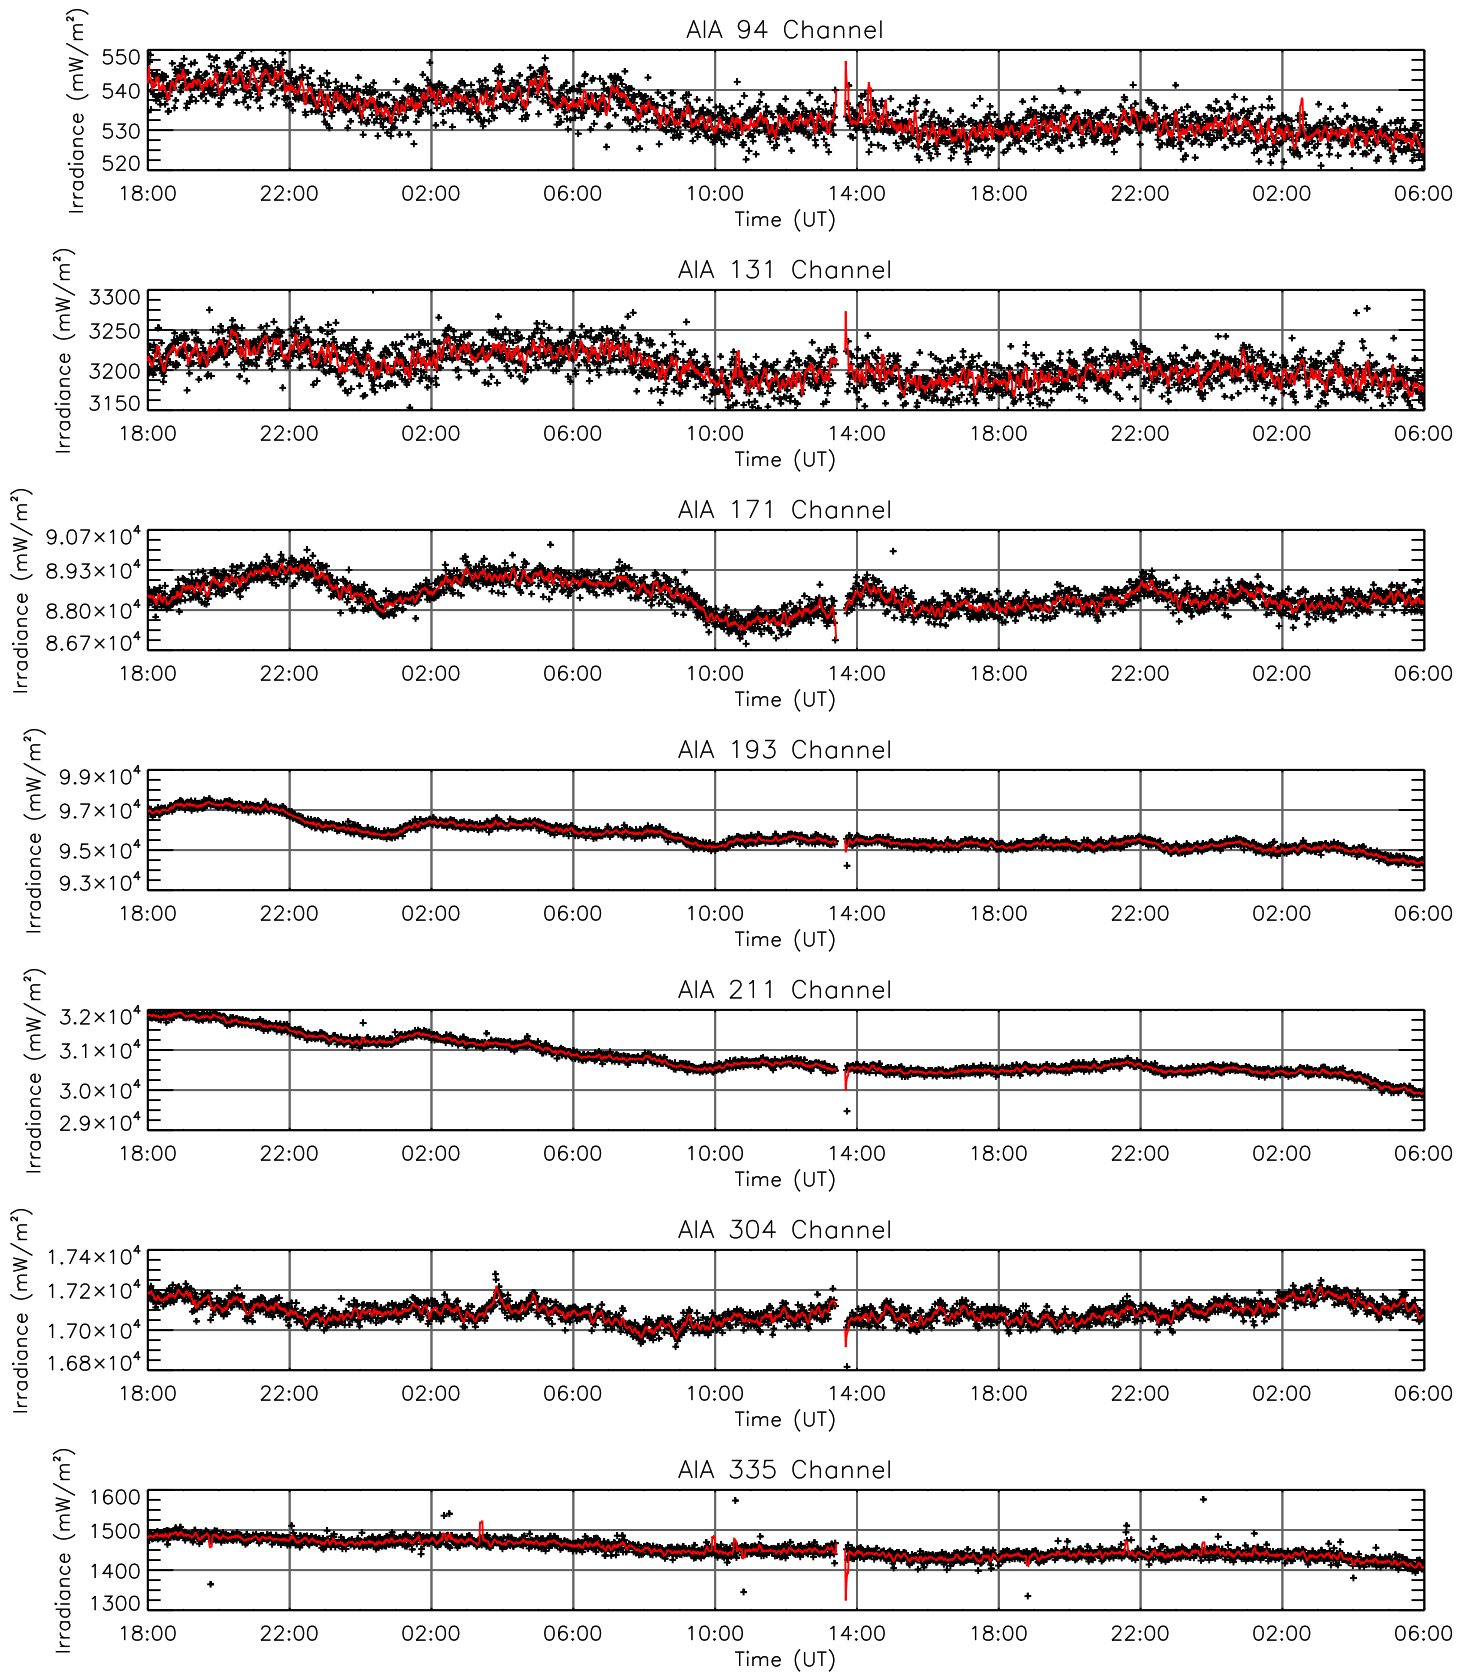 AIA 94 Channel
Irradiance (mW/m²)
550
540
530
520
18:00 22:00 02:00 06:00 10:00 14:00 18:00 22:00 02:00 06:00
Time (UT)
AIA 131 Channel
Irradiance (mW/m²)
3300
3250
3200
3150
18:00 22:00 02:00 06:00 10:00 14:00 18:00 22:00 02:00 06:00
Time (UT)
AIA 171 Channel
Irradiance (mW/m²)
9.07×10⁴
8.93×10⁴
8.80×10⁴
8.67×10⁴
18:00 22:00 02:00 06:00 10:00 14:00 18:00 22:00 02:00 06:00
Time (UT)
AIA 193 Channel
Irradiance (mW/m²)
9.9×10⁴
9.7×10⁴
9.5×10⁴
9.3×10⁴
18:00 22:00 02:00 06:00 10:00 14:00 18:00 22:00 02:00 06:00
Time (UT)
AIA 211 Channel
Irradiance (mW/m²)
3.2×10⁴
3.1×10⁴
3.0×10⁴
2.9×10⁴
18:00 22:00 02:00 06:00 10:00 14:00 18:00 22:00 02:00 06:00
Time (UT)
AIA 304 Channel
Irradiance (mW/m²)
1.74×10⁴
1.72×10⁴
1.70×10⁴
1.68×10⁴
18:00 22:00 02:00 06:00 10:00 14:00 18:00 22:00 02:00 06:00
Time (UT)
AIA 335 Channel
Irradiance (mW/m²)
1600
1500
1400
1300
18:00 22:00 02:00 06:00 10:00 14:00 18:00 22:00 02:00 06:00
Time (UT)